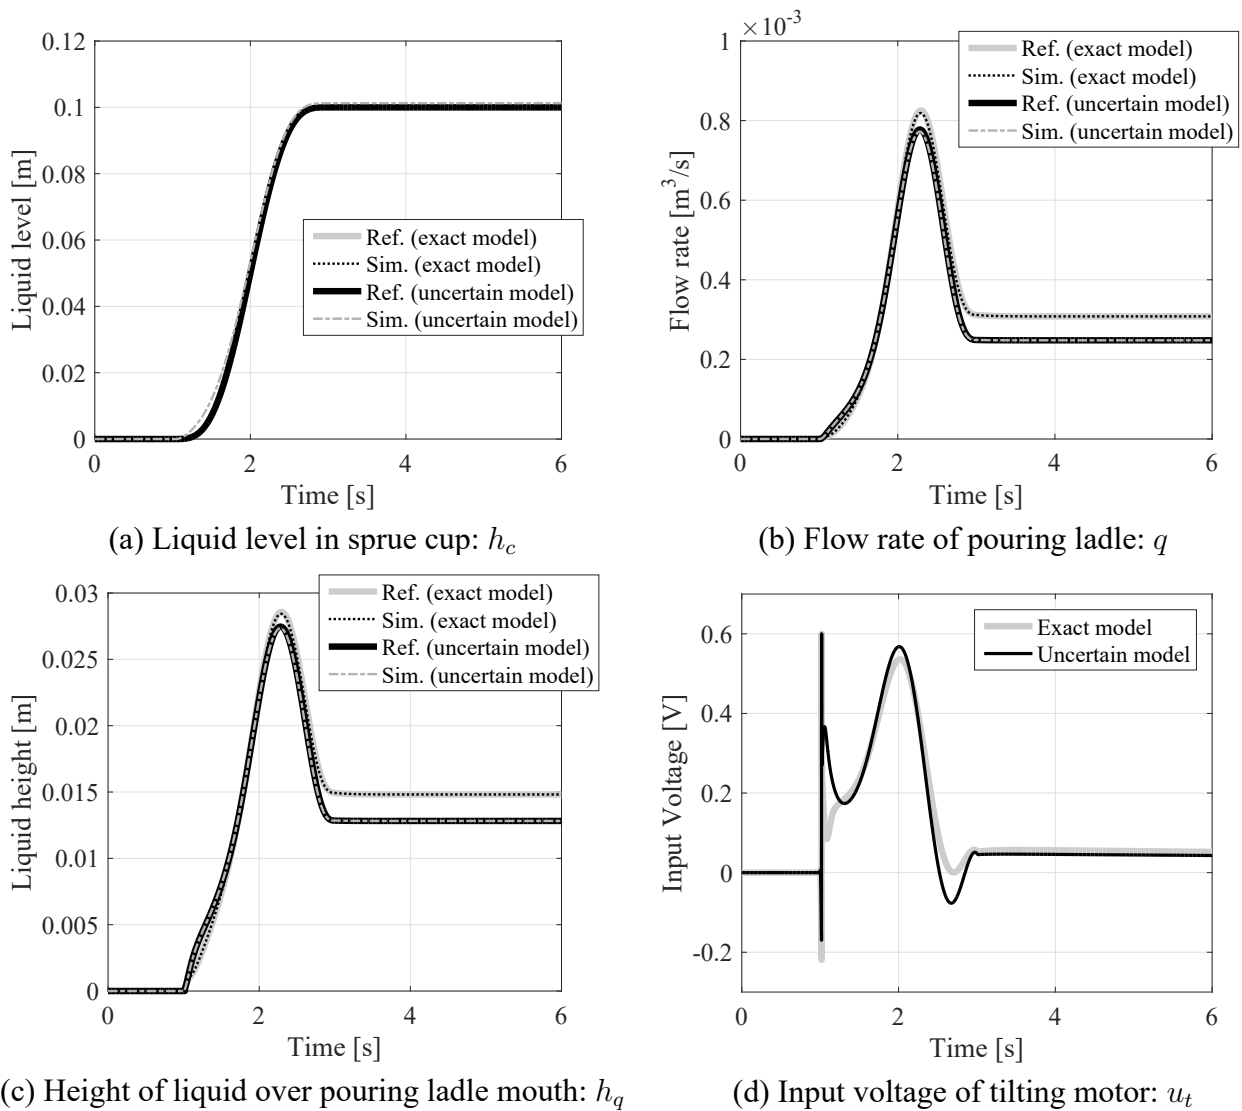 0.12
0.1
0.08
0.06
0.04
0.02
0
Liquid level [m]
Ref. (exact model)
Sim. (exact model)
Ref. (uncertain model)
Sim. (uncertain model)
0 2 4 6
Time [s]
(a) Liquid level in sprue cup: h_c
×10⁻³
1
0.8
0.6
0.4
0.2
0
Flow rate [m³/s]
Ref. (exact model)
Sim. (exact model)
Ref. (uncertain model)
Sim. (uncertain model)
0 2 4 6
Time [s]
(b) Flow rate of pouring ladle: q
0.03
0.025
0.02
0.015
0.01
0.005
0
Liquid height [m]
Ref. (exact model)
Sim. (exact model)
Ref. (uncertain model)
Sim. (uncertain model)
0 2 4 6
Time [s]
(c) Height of liquid over pouring ladle mouth: h_q
0.6
0.4
0.2
0
-0.2
Input Voltage [V]
Exact model
Uncertain model
0 2 4 6
Time [s]
(d) Input voltage of tilting motor: u_t